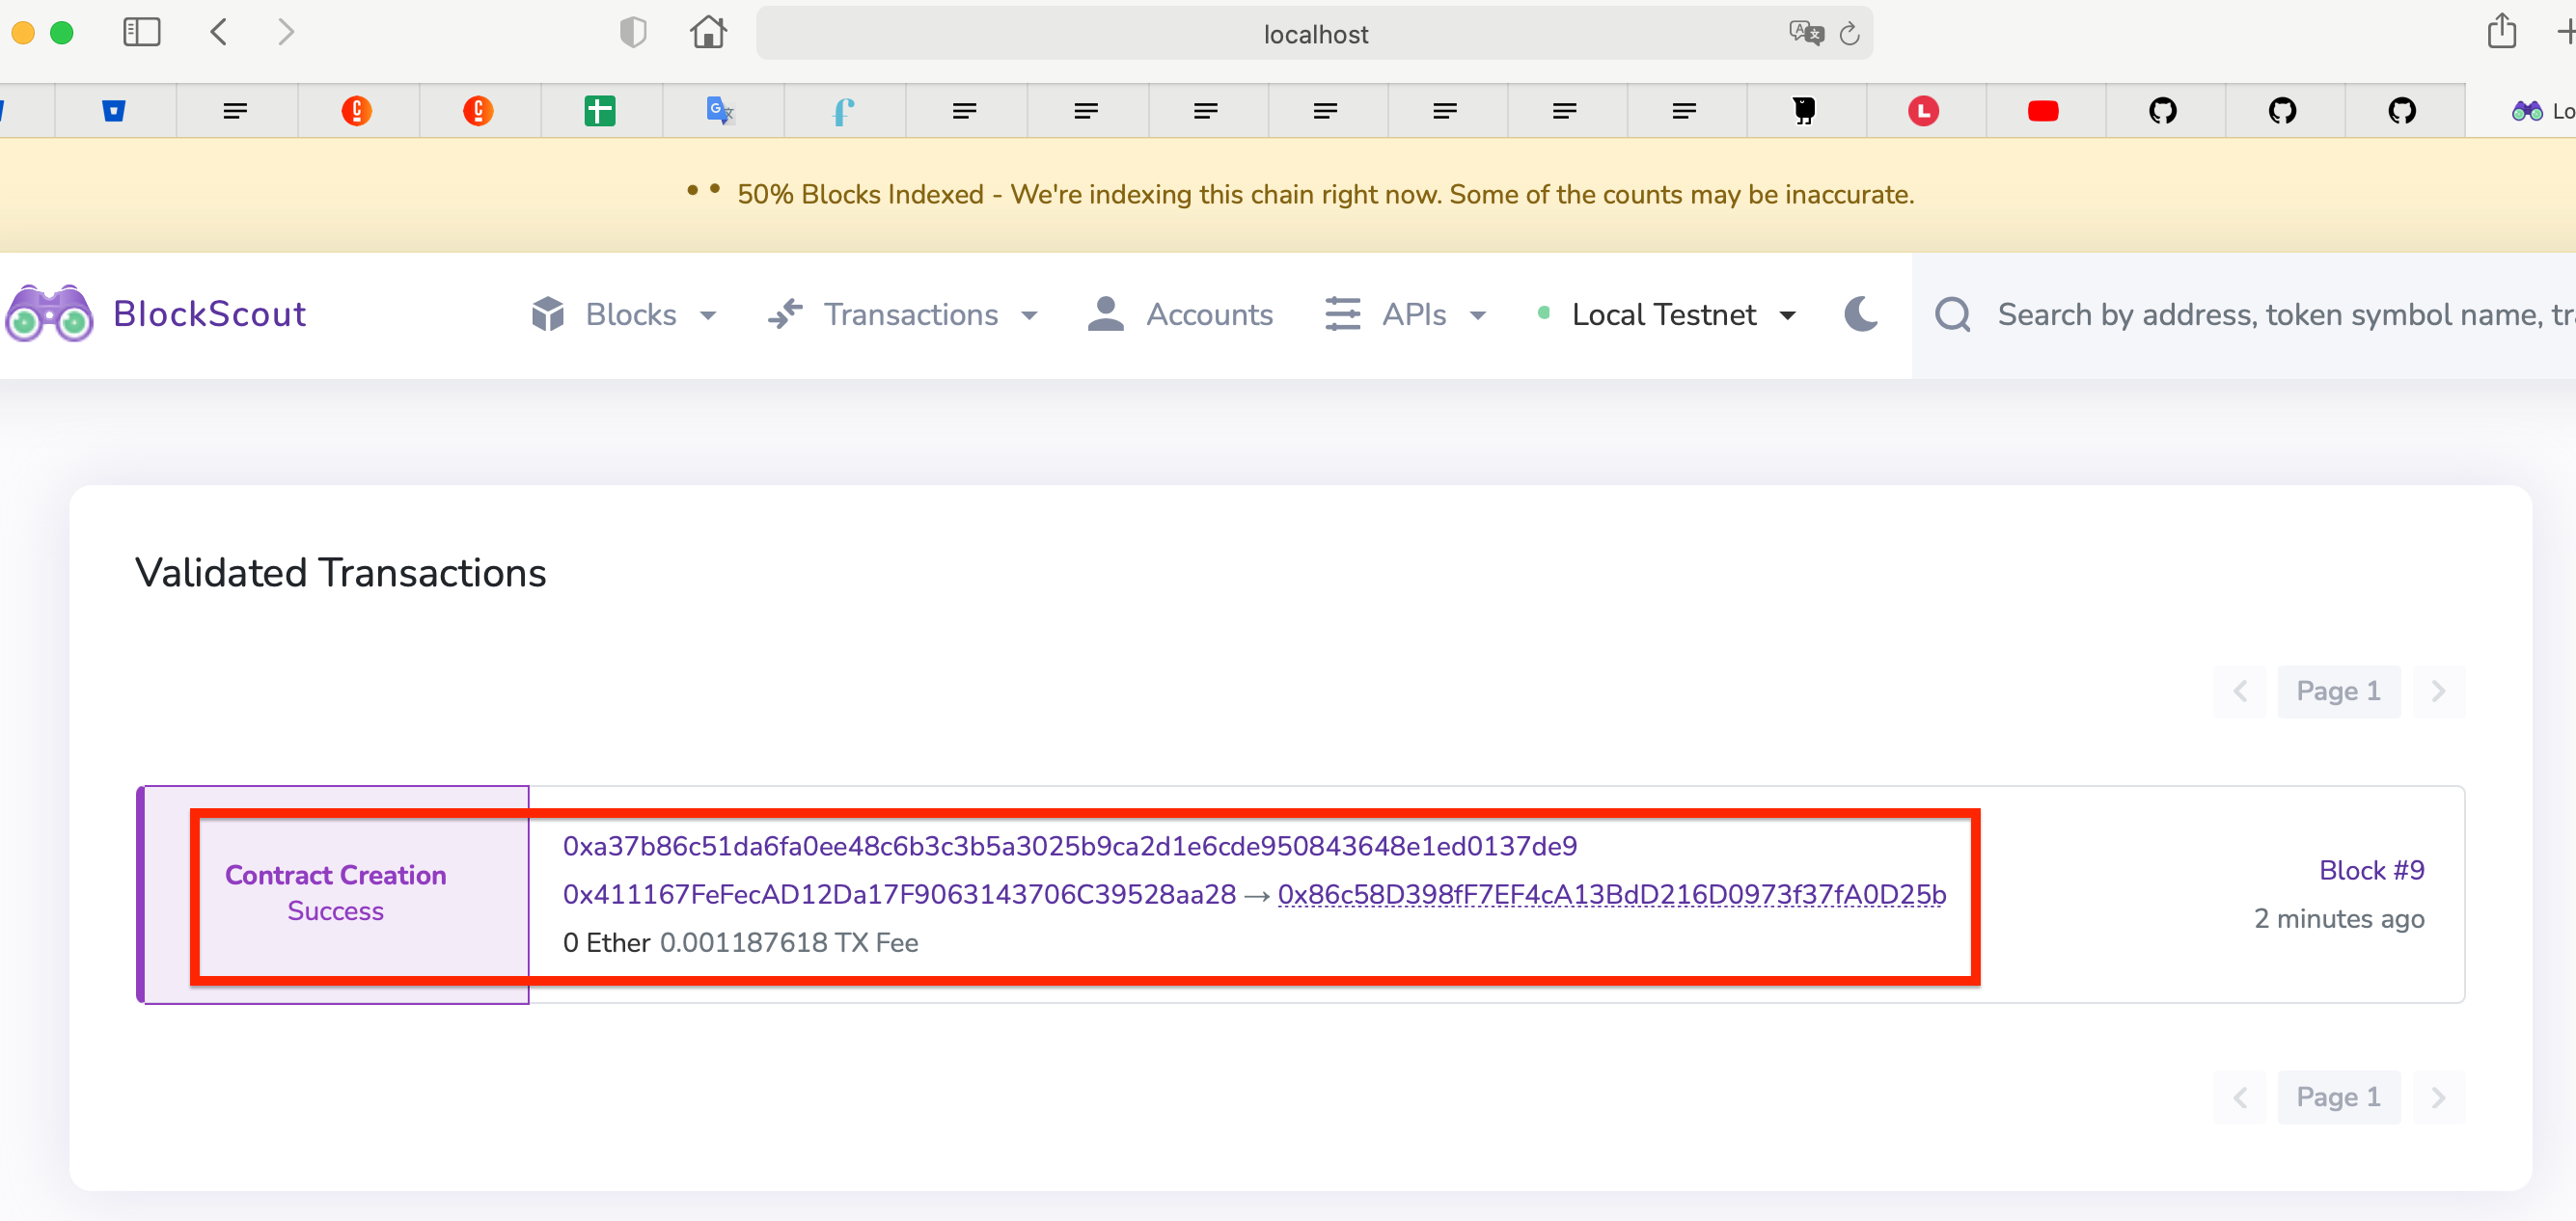 localhost
Lo
50% Blocks Indexed - We're indexing this chain right now. Some of the counts may be inaccurate.
BlockScout Blocks Transactions Accounts APIs Local Testnet Search by address, token symbol name, tr
Validated Transactions
Page 1
Contract Creation
Success
0xa37b86c51da6fa0ee48c6b3c3b5a3025b9ca2d1e6cde950843648e1ed0137de9
0x411167FeFecAD12Da17F9063143706C39528aa28 → 0x86c58D398fF7EF4cA13BdD216D0973f37fA0D25b
0 Ether 0.001187618 TX Fee
Block #9
2 minutes ago
Page 1